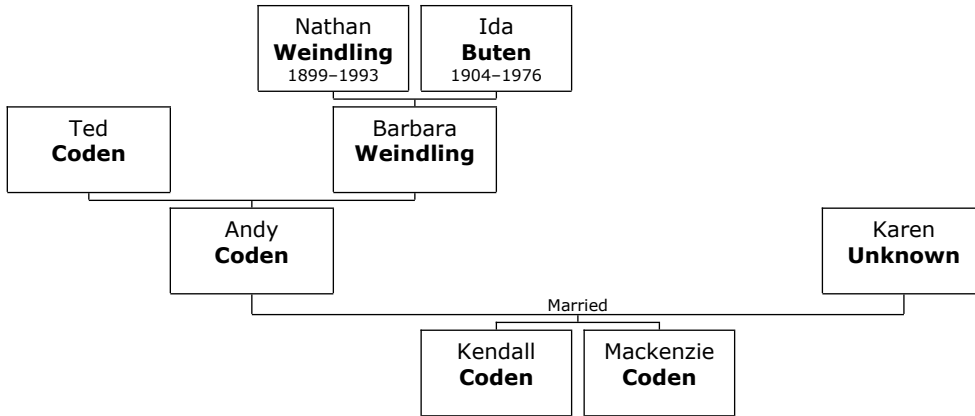 Nathan
Weindling
1899–1993
Ida
Buten
1904–1976
Ted
Coden
Barbara
Weindling
Andy
Coden
Karen
Unknown
Married
Kendall
Coden
Mackenzie
Coden